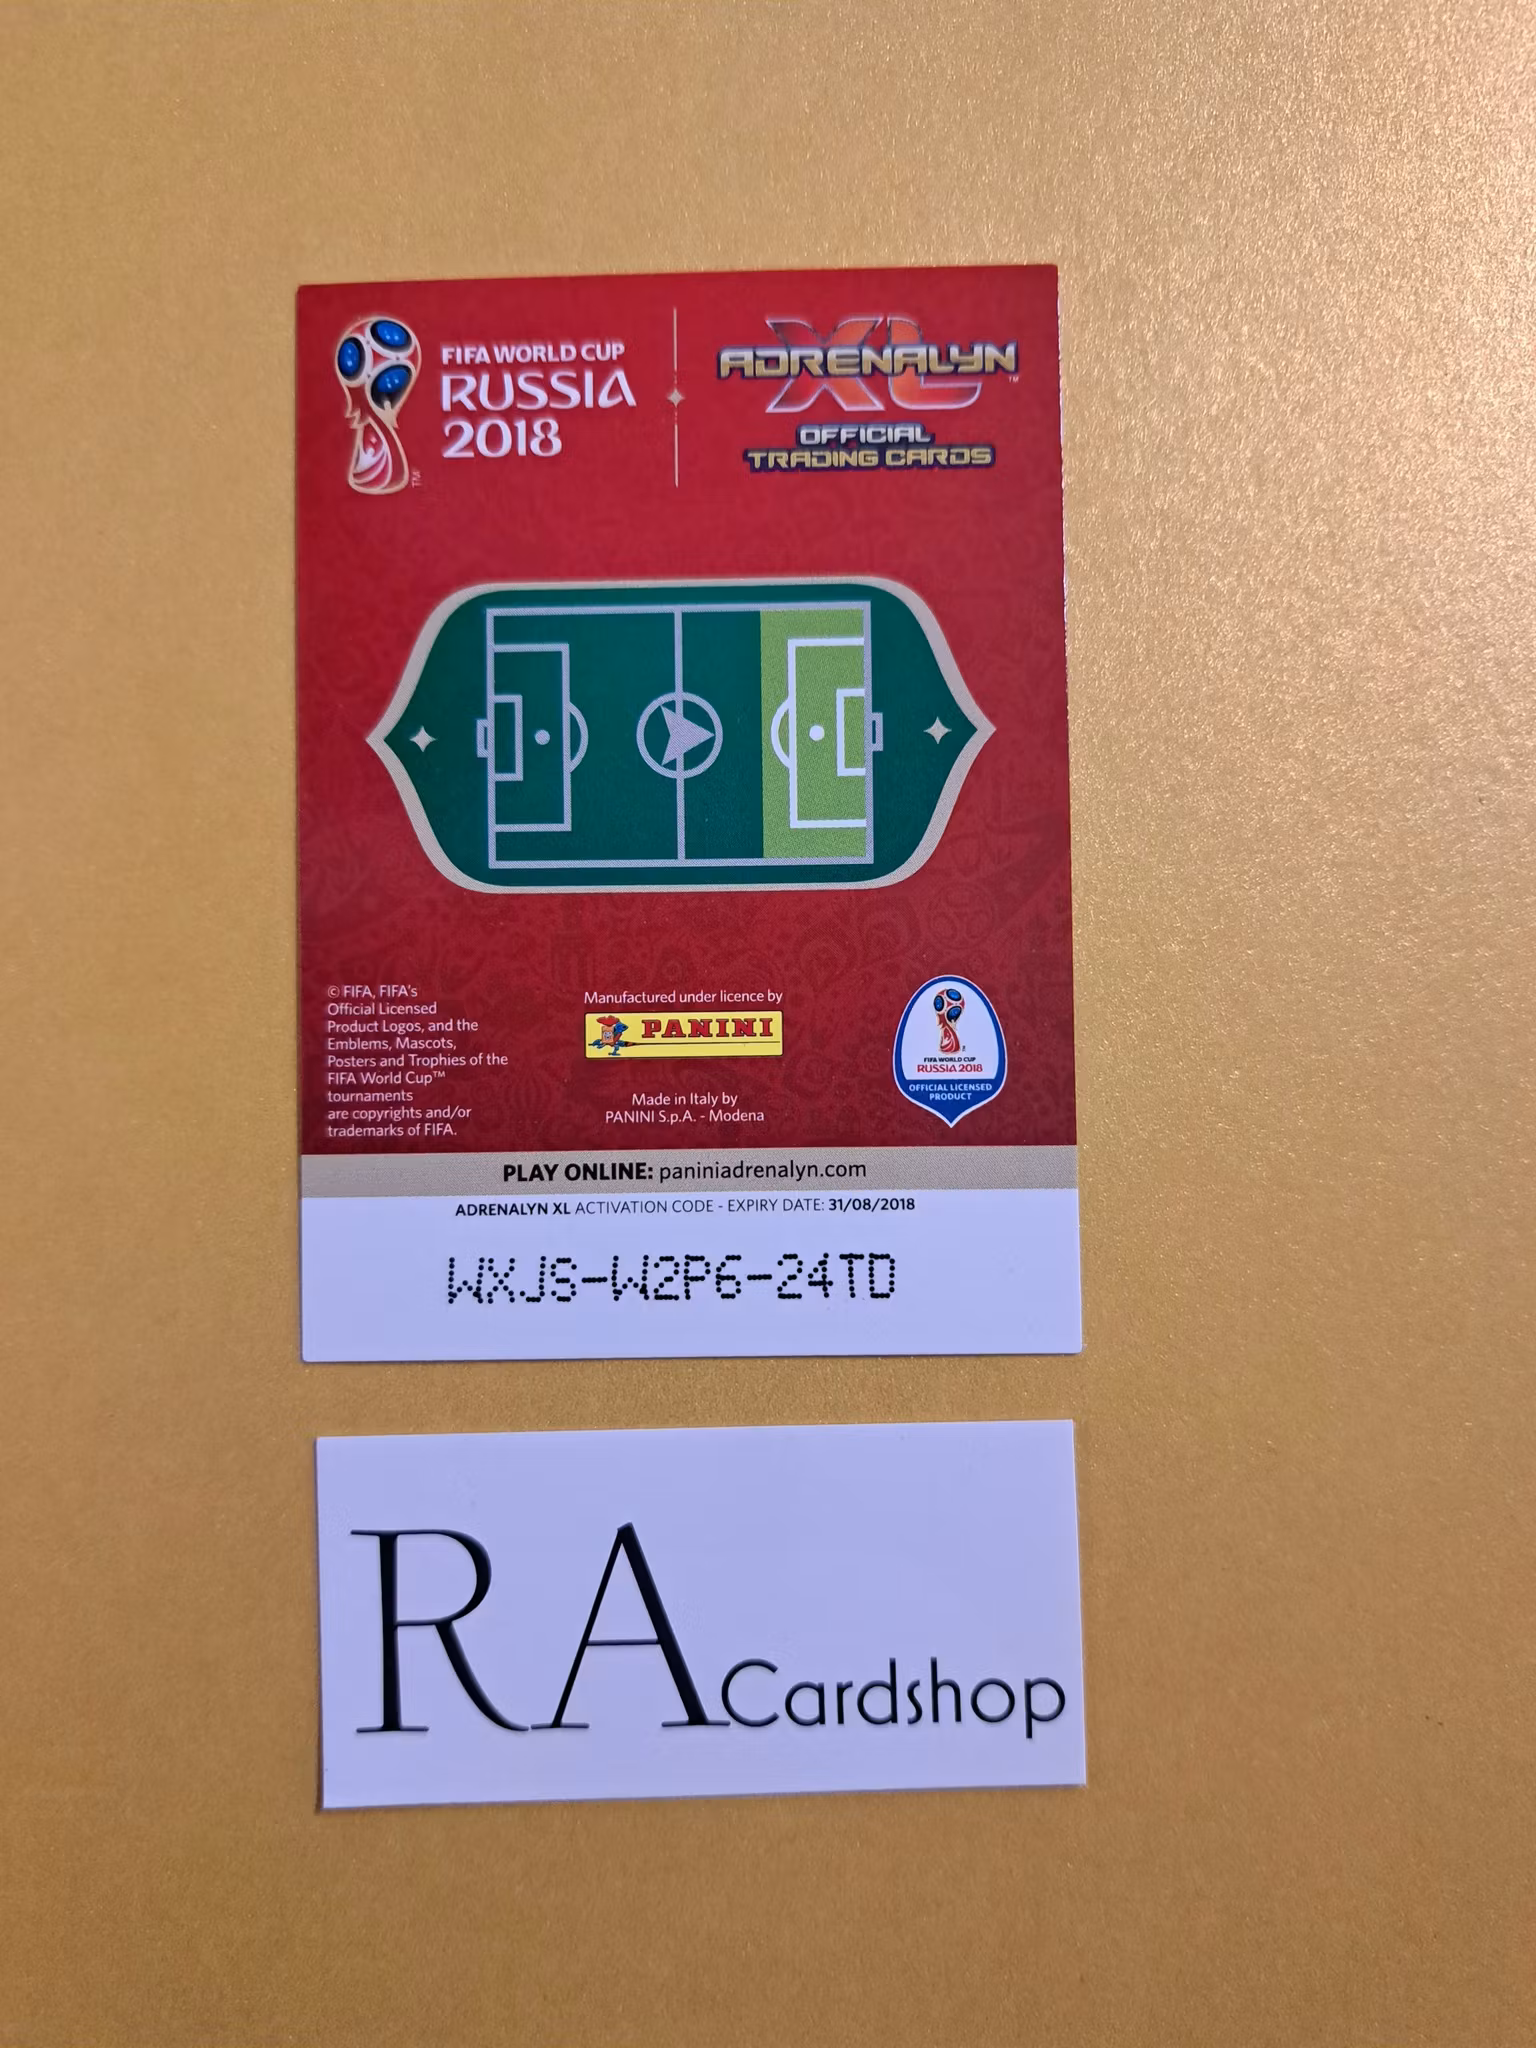 FIFA WORLD CUP
RUSSIA
2018
TM
ADRENALYN
XL
TM
OFFICIAL
TRADING CARDS
© FIFA, FIFA's
Official Licensed
Product Logos, and the
Emblems, Mascots,
Posters and Trophies of the
FIFA World Cup™
tournaments
are copyrights and/or
trademarks of FIFA.
Manufactured under licence by
PANINI
Made in Italy by
PANINI S.p.A. - Modena
FIFA WORLD CUP
RUSSIA 2018
OFFICIAL LICENSED
PRODUCT
PLAY ONLINE: paniniadrenalyn.com
ADRENALYN XL ACTIVATION CODE - EXPIRY DATE: 31/08/2018
WXJS-W2P6-24TD
RA Cardshop